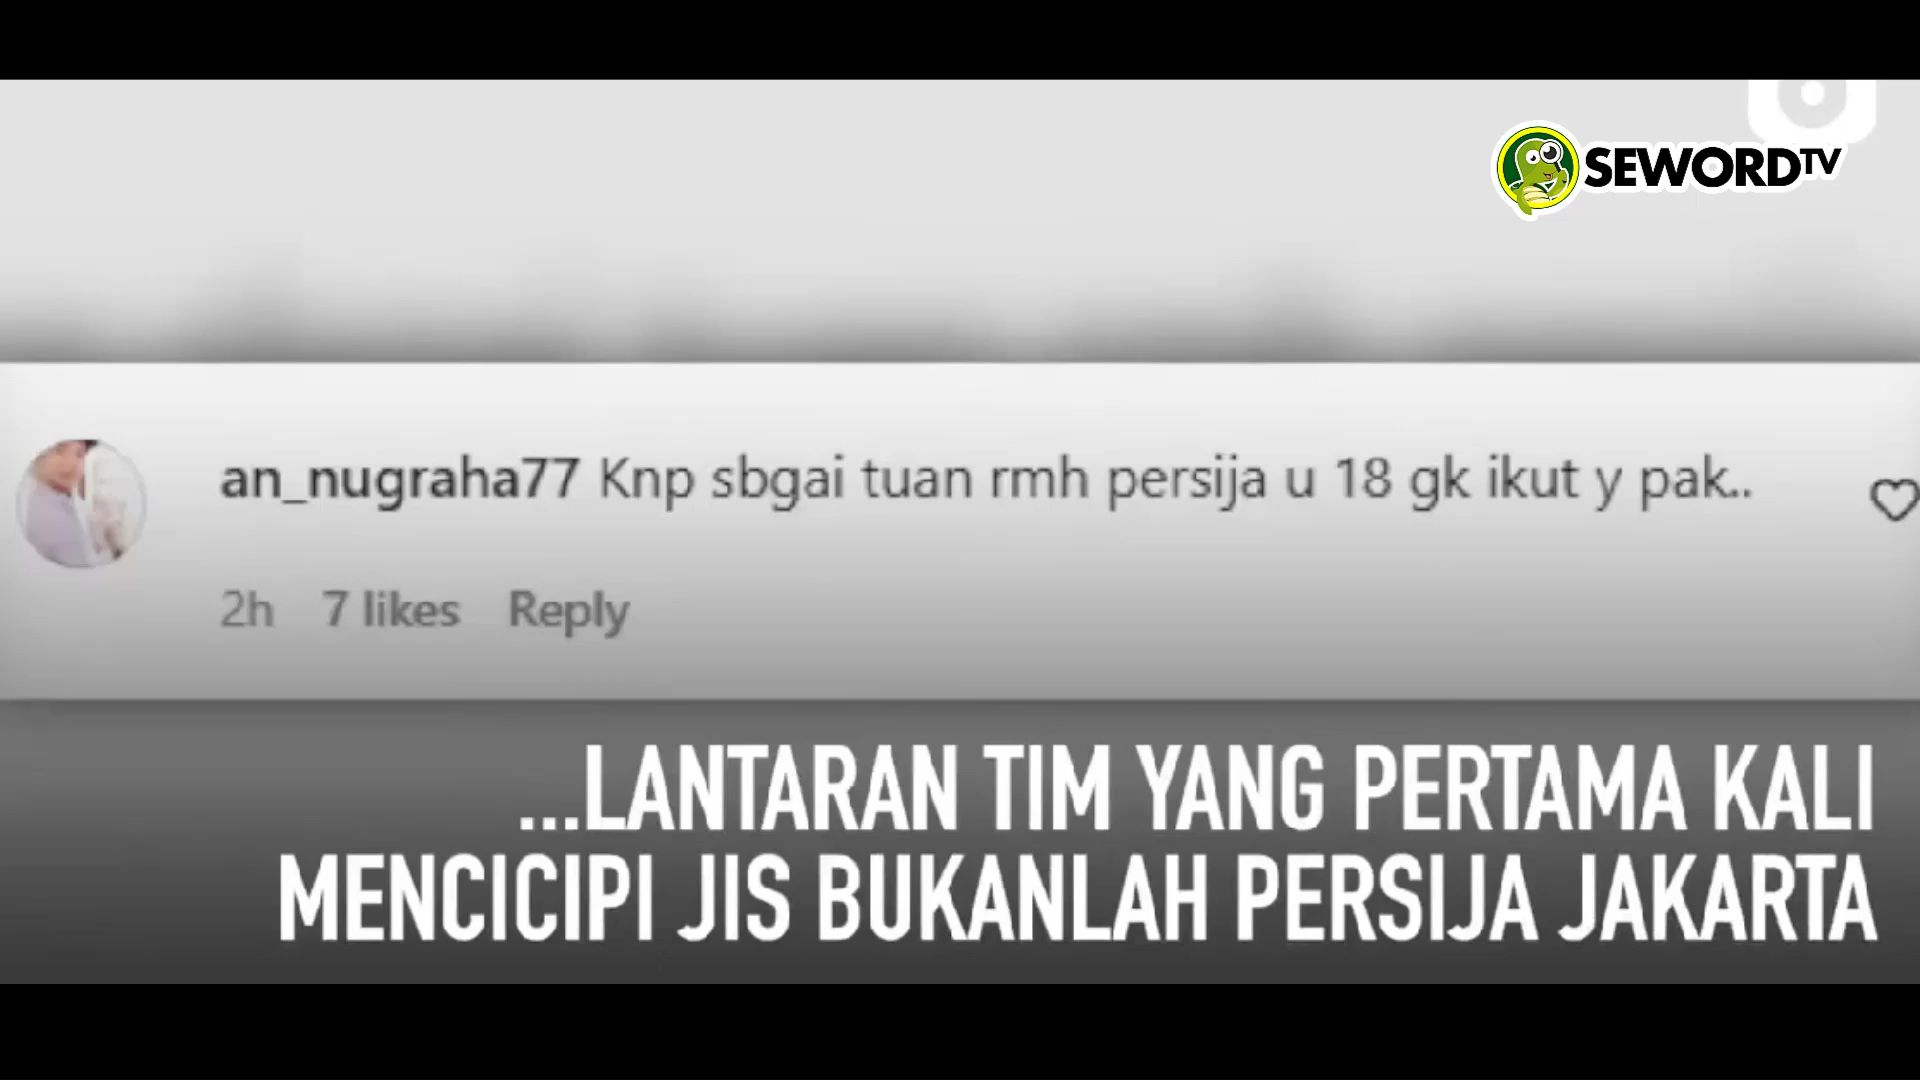 SEWORDTV
an_nugraha77 Knp sbgai tuan rmh persija u 18 gk ikut y pak..
2h 7 likes Reply
...LANTARAN TIM YANG PERTAMA KALI
MENCICIPI JIS BUKANLAH PERSIJA JAKARTA